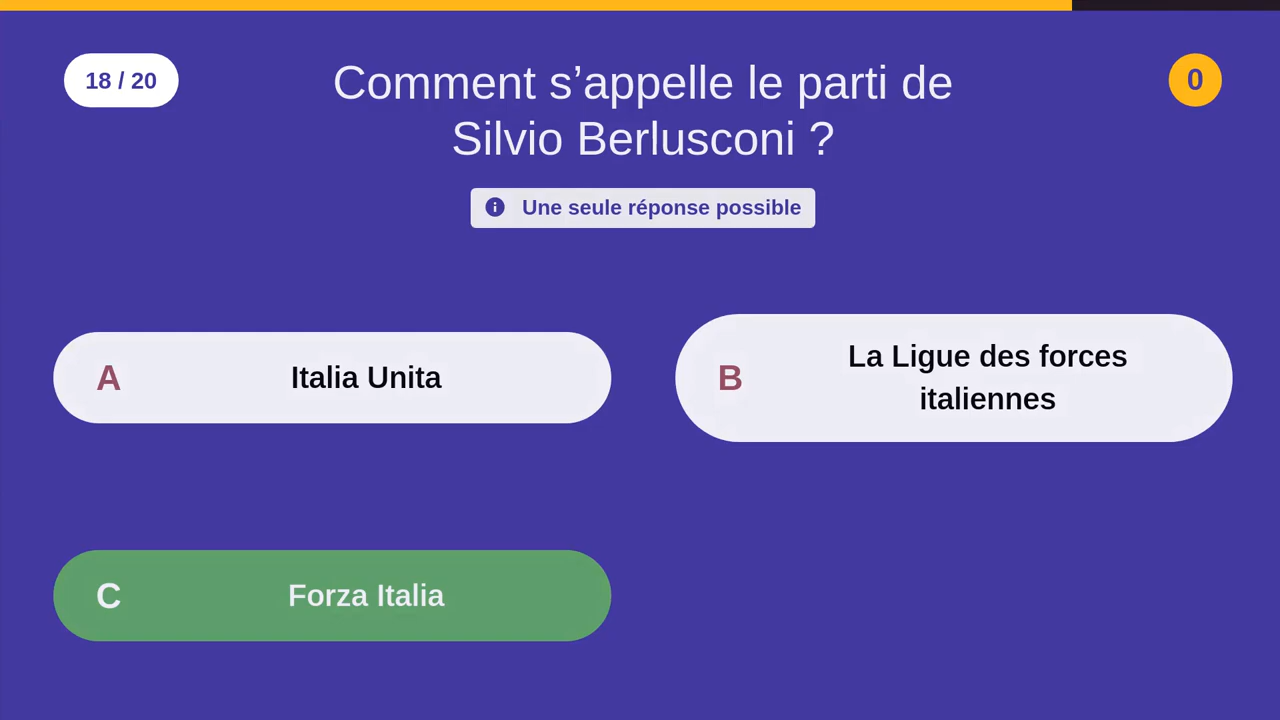 18 / 20
Comment s’appelle le parti de
Silvio Berlusconi ?
0
Une seule réponse possible
A
Italia Unita
B
La Ligue des forces
italiennes
C
Forza Italia